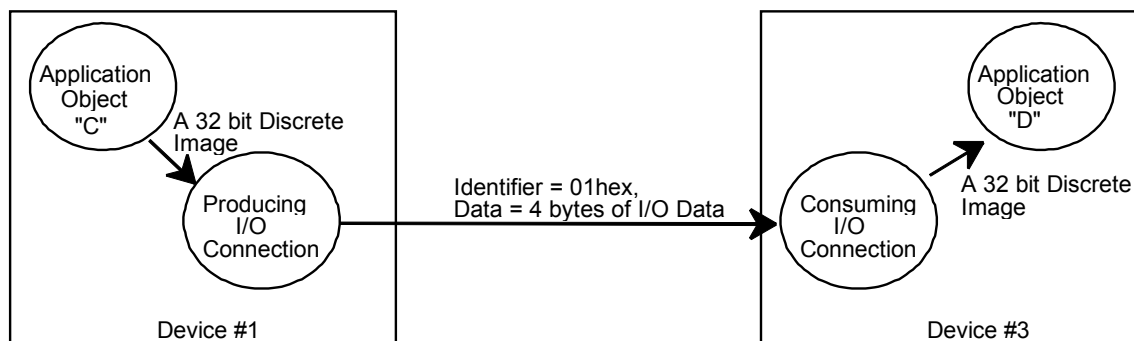 Application
Object
"C"
A 32 bit Discrete
Image
Producing
I/O
Connection
Device #1
Identifier = 01hex,
Data = 4 bytes of I/O Data
Application
Object
"D"
A 32 bit Discrete
Image
Consuming
I/O
Connection
Device #3